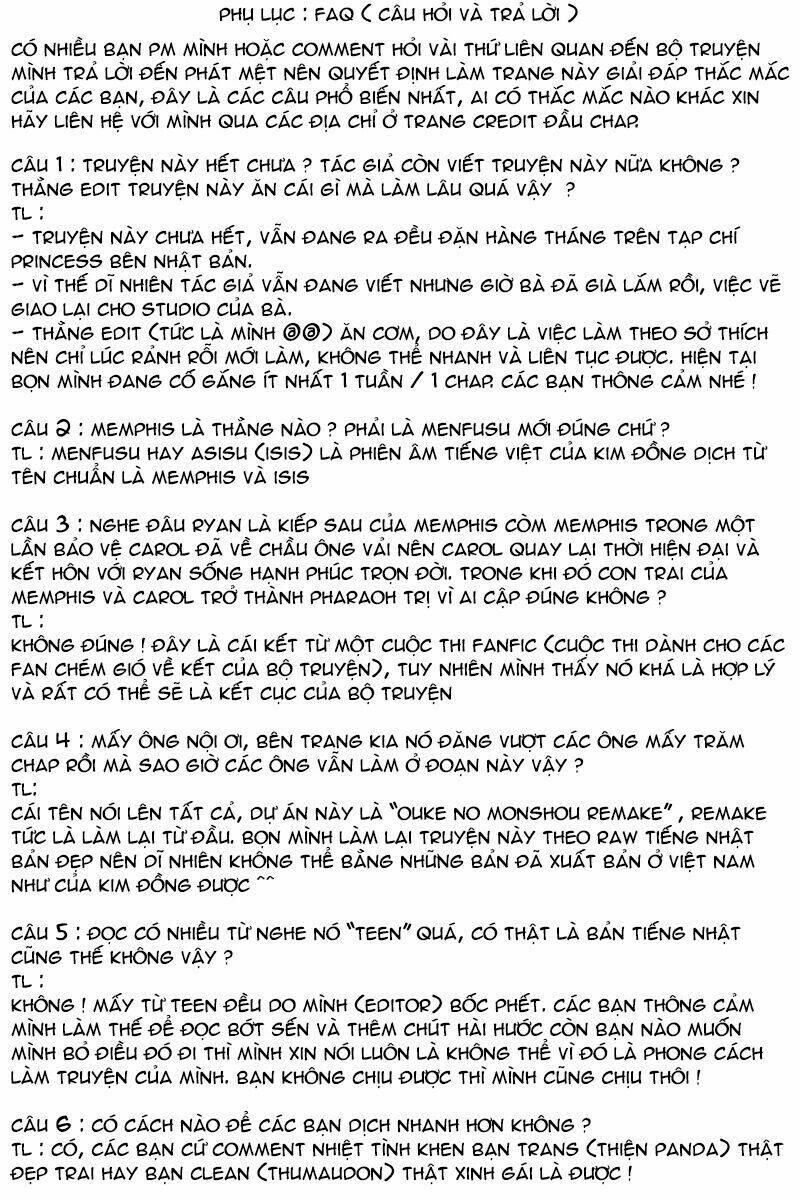 PHỤ LỤC : FAQ ( CÂU HỎI VÀ TRẢ LỜI )
CÓ NHIỀU BẠN PM MÌNH HOẶC COMMENT HỎI VÀI THỨ LIÊN QUAN ĐẾN BỘ TRUYỆN
MÌNH TRẢ LỜI ĐẾN PHÁT MỆT NÊN QUYẾT ĐỊNH LÀM TRANG NÀY GIẢI ĐÁP THẮC MẮC
CỦA CÁC BẠN, ĐÂY LÀ CÁC CÂU PHỔ BIẾN NHẤT, AI CÓ THẮC MẮC NÀO KHÁC XIN
HÃY LIÊN HỆ VỚI MÌNH QUA CÁC ĐỊA CHỈ Ở TRANG CREDIT ĐẦU CHAP.
CÂU 1 : TRUYỆN NÀY HẾT CHƯA ? TÁC GIẢ CÒN VIẾT TRUYỆN NÀY NỮA KHÔNG ?
THẰNG EDIT TRUYỆN NÀY ĂN CÁI GÌ MÀ LÀM LÂU QUÁ VẬY ?
TL :
- TRUYỆN NÀY CHƯA HẾT, VẪN ĐANG RA ĐỀU ĐẶN HÀNG THÁNG TRÊN TẠP CHÍ
PRINCESS BÊN NHẬT BẢN.
- VÌ THẾ DĨ NHIÊN TÁC GIẢ VẪN ĐANG VIẾT NHƯNG GIỜ BÀ ĐÃ GIÀ LẮM RỒI, VIỆC VẼ
GIAO LẠI CHO STUDIO CỦA BÀ.
- THẰNG EDIT (TỨC LÀ MÌNH @@) ĂN CƠM, DO ĐÂY LÀ VIỆC LÀM THEO SỞ THÍCH
NÊN CHỈ LÚC RẢNH RỖI MỚI LÀM, KHÔNG THỂ NHANH VÀ LIÊN TỤC ĐƯỢC. HIỆN TẠI
BỌN MÌNH ĐANG CỐ GẮNG ÍT NHẤT 1 TUẦN / 1 CHAP. CÁC BẠN THÔNG CẢM NHÉ !
CÂU 2 : MEMPHIS LÀ THẰNG NÀO ? PHẢI LÀ MENFUSU MỚI ĐÚNG CHỨ ?
TL : MENFUSU HAY ASISU (ISIS) LÀ PHIÊN ÂM TIẾNG VIỆT CỦA KIM ĐỒNG DỊCH TỪ
TÊN CHUẨN LÀ MEMPHIS VÀ ISIS
CÂU 3 : NGHE ĐÂU RYAN LÀ KIẾP SAU CỦA MEMPHIS CÒM MEMPHIS TRONG MỘT
LẦN BẢO VỆ CAROL ĐÃ VỀ CHẦU ÔNG VẢI NÊN CAROL QUAY LẠI THỜI HIỆN ĐẠI VÀ
KẾT HÔN VỚI RYAN SỐNG HẠNH PHÚC TRỌN ĐỜI. TRONG KHI ĐÓ CON TRAI CỦA
MEMPHIS VÀ CAROL TRỞ THÀNH PHARAOH TRỊ VÌ AI CẬP ĐÚNG KHÔNG ?
TL :
KHÔNG ĐÚNG ! ĐÂY LÀ CÁI KẾT TỪ MỘT CUỘC THI FANFIC (CUỘC THI DÀNH CHO CÁC
FAN CHÉM GIÓ VỀ KẾT CỦA BỘ TRUYỆN), TUY NHIÊN MÌNH THẤY NÓ KHÁ LÀ HỢP LÝ
VÀ RẤT CÓ THỂ SẼ LÀ KẾT CỤC CỦA BỘ TRUYỆN
CÂU 4 : MẤY ÔNG NỘI ƠI, BÊN TRANG KIA NÓ ĐĂNG VƯỢT CÁC ÔNG MẤY TRĂM
CHAP RỒI MÀ SAO GIỜ CÁC ÔNG VẪN LÀM Ở ĐOẠN NÀY VẬY ?
TL:
CÁI TÊN NÓI LÊN TẤT CẢ, DỰ ÁN NÀY LÀ "OUKE NO MONSHOU REMAKE" , REMAKE
TỨC LÀ LÀM LẠI TỪ ĐẦU. BỌN MÌNH LÀM LẠI TRUYỆN NÀY THEO RAW TIẾNG NHẬT
BẢN ĐẸP NÊN DĨ NHIÊN KHÔNG THỂ BẰNG NHŨNG BẢN ĐÃ XUẤT BẢN Ở VIỆT NAM
NHƯ CỦA KIM ĐỒNG ĐƯỢC ^^
CÂU 5 : ĐỌC CÓ NHIỀU TỪ NGHE NÓ "TEEN" QUÁ, CÓ THẬT LÀ BẢN TIẾNG NHẬT
CŨNG THẾ KHÔNG VẬY ?
TL :
KHÔNG ! MẤY TỪ TEEN ĐỀU DO MÌNH (EDITOR) BỐC PHÉT. CÁC BẠN THÔNG CẢM
MÌNH LÀM THẾ ĐỂ ĐỌC BỚT SẾN VÀ THÊM CHÚT HÀI HƯỚC CÒN BẠN NÀO MUỐN
MÌNH BỎ ĐIỀU ĐÓ ĐI THÌ MÌNH XIN NÓI LUÔN LÀ KHÔNG THỂ VÌ ĐÓ LÀ PHONG CÁCH
LÀM TRUYỆN CỦA MÌNH. BẠN KHÔNG CHỊU ĐƯỢC THÌ MÌNH CŨNG CHỊU THÔI !
CÂU 6 : CÓ CÁCH NÀO ĐỂ CÁC BẠN DỊCH NHANH HƠN KHÔNG ?
TL : CÓ, CÁC BẠN CỨ COMMENT NHIỆT TÌNH KHEN BẠN TRANS (THIỆN PANDA) THẬT
ĐẸP TRAI HAY BẠN CLEAN (THUMAUDON) THẬT XINH GÁI LÀ ĐƯỢC !